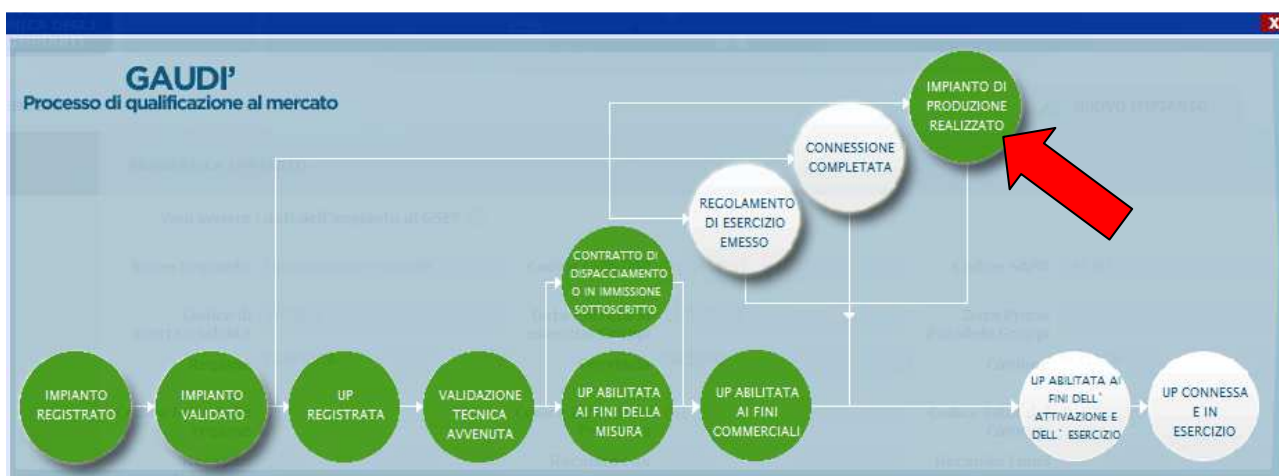 X
GAUDI'
Processo di qualificazione al mercato
IMPIANTO DI
PRODUZIONE
REALIZZATO
CONNESSIONE
COMPLETATA
REGOLAMENTO
DI ESERCIZIO
EMESSO
CONTRATTO DI
DISPACCIAMENTO
O IN IMMISSIONE
SOTTOSCRITTO
IMPIANTO
REGISTRATO
IMPIANTO
VALIDATO
UP
REGISTRATA
VALIDAZIONE
TECNICA
AVVENUTA
UP ABILITATA
AI FINI DELLA
MISURA
UP ABILITATA
AI FINI
COMMERCIALI
UP ABILITATA AI
FINI DELL`
ATTIVAZIONE E
DELL` ESERCIZIO
UP CONNESSA
E IN
ESERCIZIO